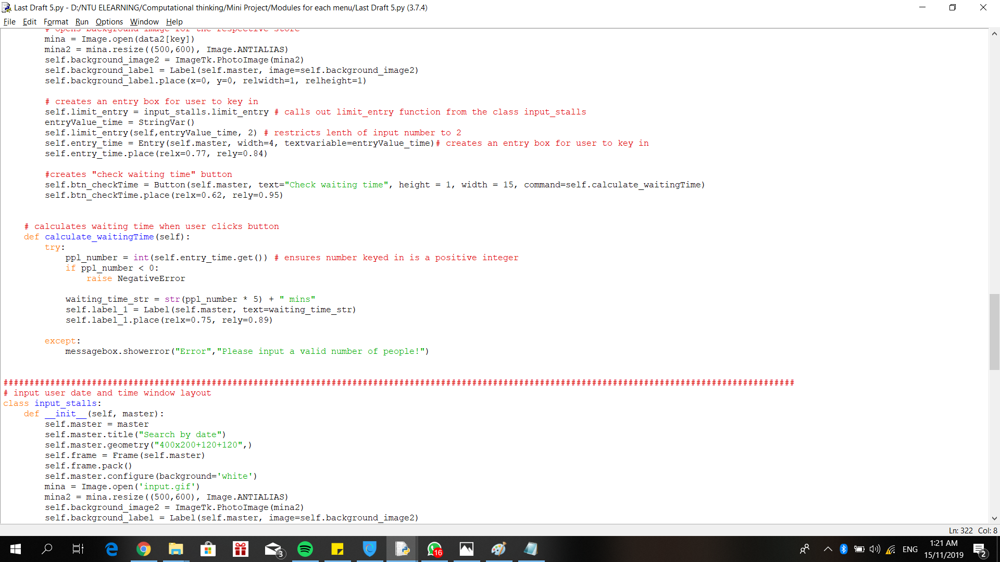 Last Draft 5.py - D:/NTU ELEARNING/Computational thinking/Mini Project/Modules for each menu/Last Draft 5.py (3.7.4)
File Edit Format Run Options Window Help
# opens background image for the respective store
mina = Image.open(data2[key])
mina2 = mina.resize((500,600), Image.ANTIALIAS)
self.background_image2 = ImageTk.PhotoImage(mina2)
self.background_label = Label(self.master, image=self.background_image2)
self.background_label.place(x=0, y=0, relwidth=1, relheight=1)
# creates an entry box for user to key in
self.limit_entry = input_stalls.limit_entry # calls out limit_entry function from the class input_stalls
entryValue_time = StringVar()
self.limit_entry(self,entryValue_time, 2) # restricts lenth of input number to 2
self.entry_time = Entry(self.master, width=4, textvariable=entryValue_time)# creates an entry box for user to key in
self.entry_time.place(relx=0.77, rely=0.84)
#creates "check waiting time" button
self.btn_checkTime = Button(self.master, text="Check waiting time", height = 1, width = 15, command=self.calculate_waitingTime)
self.btn_checkTime.place(relx=0.62, rely=0.95)
# calculates waiting time when user clicks button
def calculate_waitingTime(self):
try:
ppl_number = int(self.entry_time.get()) # ensures number keyed in is a positive integer
if ppl_number < 0:
raise NegativeError
waiting_time_str = str(ppl_number * 5) + " mins"
self.label_1 = Label(self.master, text=waiting_time_str)
self.label_1.place(relx=0.75, rely=0.89)
except:
messagebox.showerror("Error","Please input a valid number of people!")
########################################################################################################################################################
# input user date and time window layout
class input_stalls:
def __init__(self, master):
self.master = master
self.master.title("Search by date")
self.master.geometry("400x200+120+120",)
self.frame = Frame(self.master)
self.frame.pack()
self.master.configure(background='white')
mina = Image.open('input.gif')
mina2 = mina.resize((500,600), Image.ANTIALIAS)
self.background_image2 = ImageTk.PhotoImage(mina2)
self.background_label = Label(self.master, image=self.background_image2)
Ln: 322 Col: 8
3
16
ENG
1:21 AM
15/11/2019
2